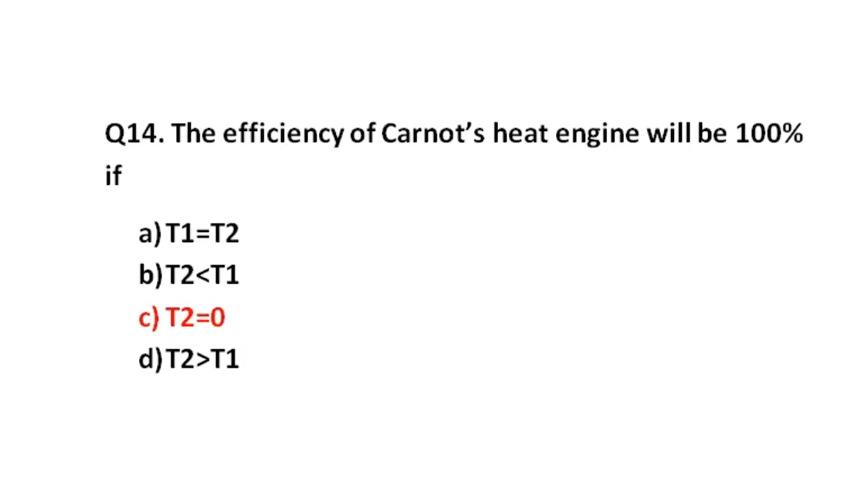 Q14. The efficiency of Carnot’s heat engine will be 100%
if
a) T1=T2
b) T2<T1
c) T2=0
d) T2>T1